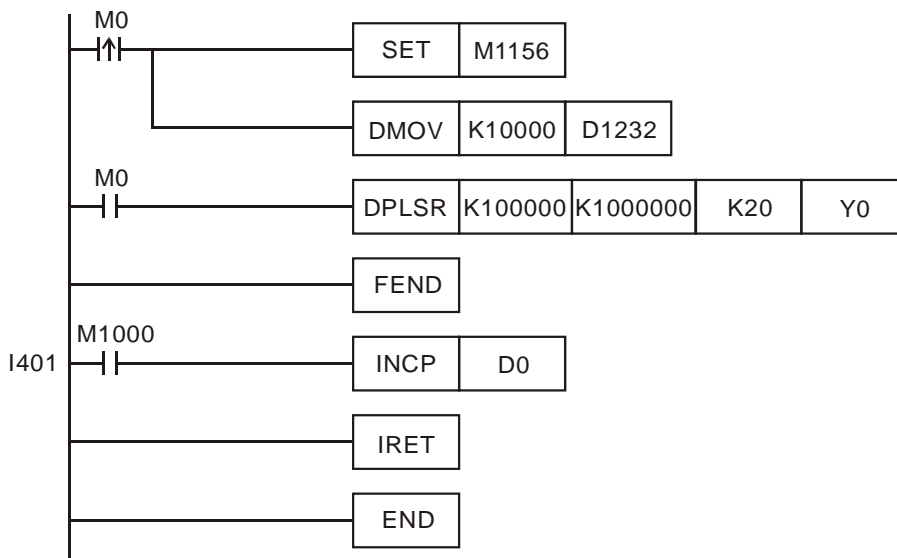 M0
SET M1156
DMOV K10000 D1232
M0
DPLSR K100000 K1000000 K20 Y0
FEND
M1000
I401 INCP D0
IRET
END